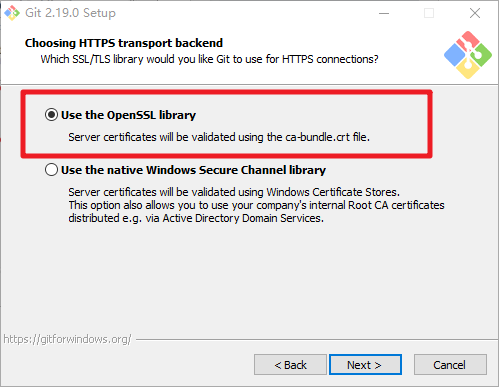 Git 2.19.0 Setup
Choosing HTTPS transport backend
Which SSL/TLS library would you like Git to use for HTTPS connections?
Use the OpenSSL library
Server certificates will be validated using the ca-bundle.crt file.
Use the native Windows Secure Channel library
Server certificates will be validated using Windows Certificate Stores.
This option also allows you to use your company's internal Root CA certificates
distributed e.g. via Active Directory Domain Services.
https://gitforwindows.org/
< Back
Next >
Cancel